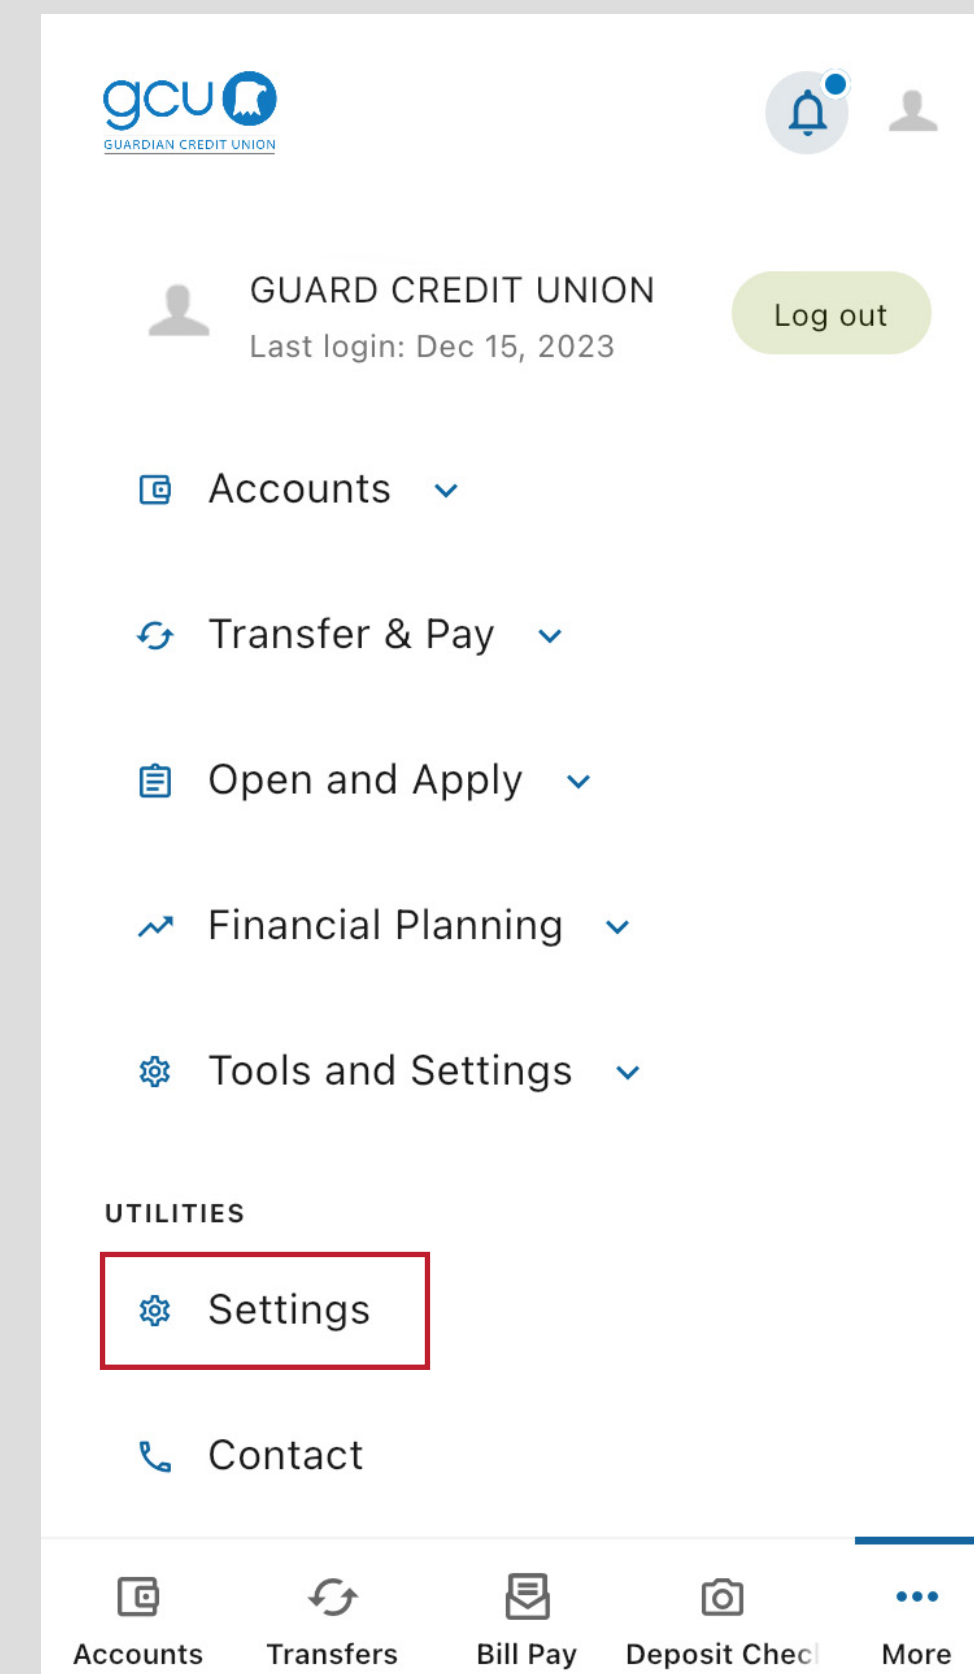 gcu
GUARDIAN CREDIT UNION
GUARD CREDIT UNION
Last login: Dec 15, 2023
Log out
Accounts
Transfer & Pay
Open and Apply
Financial Planning
Tools and Settings
UTILITIES
Settings
Contact
Accounts Transfers Bill Pay Deposit Chec More